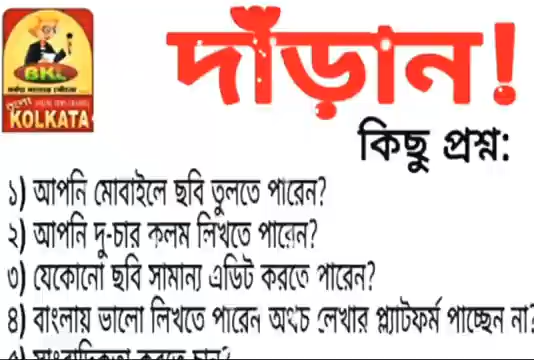 BKC
KOLKATA
দাঁড়ান!
কিছু প্রশ্ন:
১) আপনি মোবাইলে ছবি তুলতে পারেন?
২) আপনি দু-চার কলম লিখতে পারেন?
৩) যেকোনো ছবি সামান্য এডিট করতে পারেন?
৪) বাংলায় ভালো লিখতে পারেন অথচ লেখার প্ল্যাটফর্ম পাচ্ছেন না?